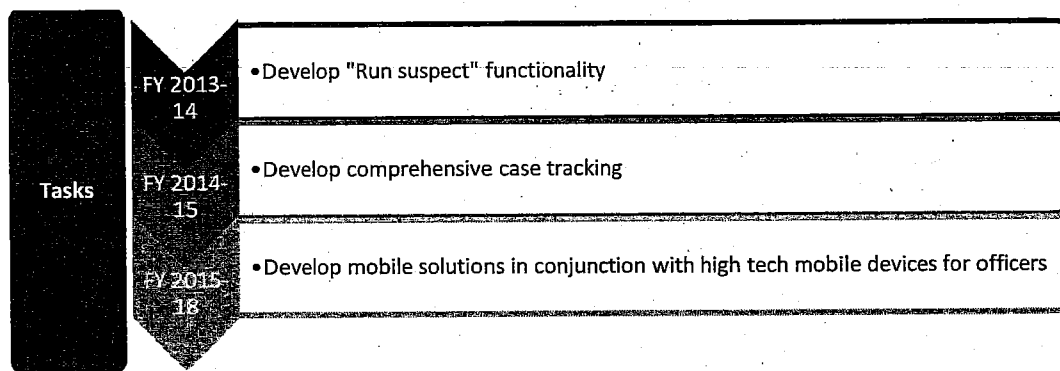 Tasks
FY 2013-
14
•Develop "Run suspect" functionality
FY 2014-
15
•Develop comprehensive case tracking
FY 2015-
18
•Develop mobile solutions in conjunction with high tech mobile devices for officers